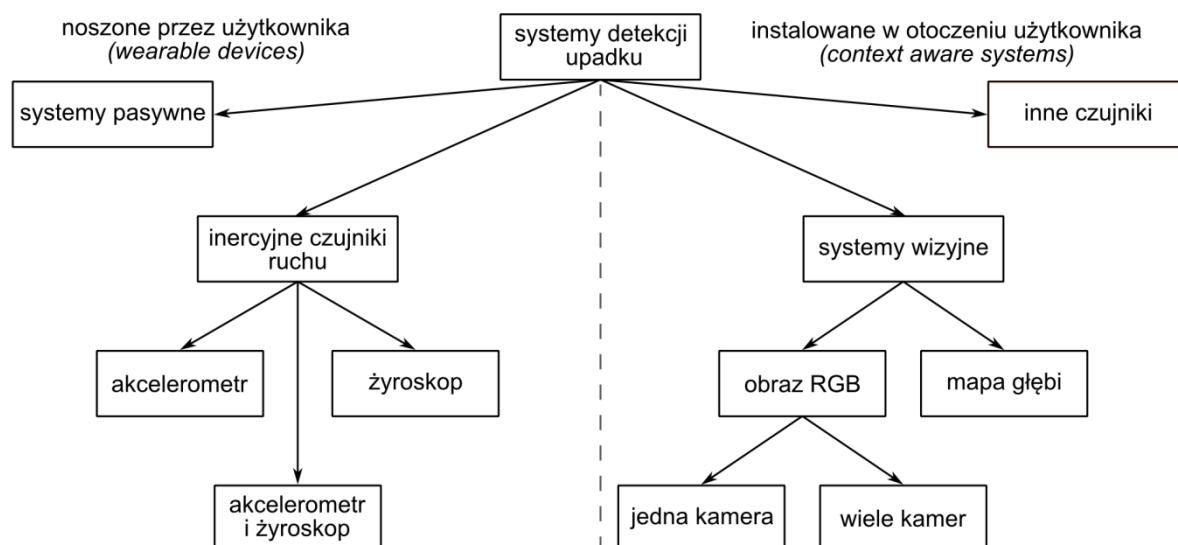 noszone przez użytkownika
(wearable devices)
systemy detekcji
upadku
instalowane w otoczeniu użytkownika
(context aware systems)
systemy pasywne
inne czujniki
inercyjne czujniki
ruchu
systemy wizyjne
akcelerometr
żyroskop
obraz RGB
mapa głębi
akcelerometr
i żyroskop
jedna kamera
wiele kamer